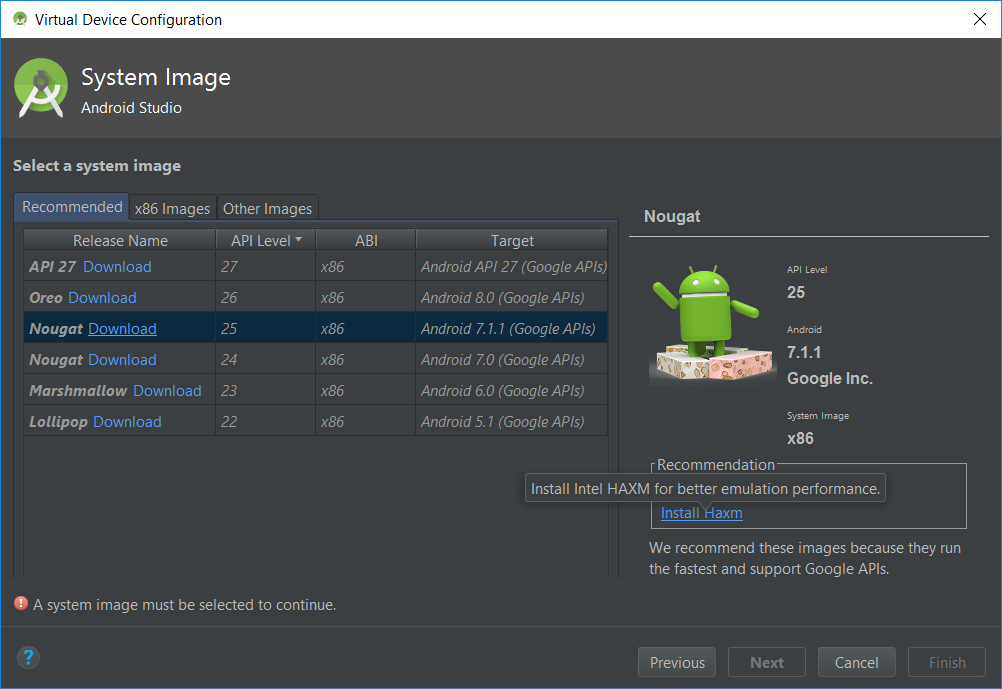 Virtual Device Configuration
System Image
Android Studio
Select a system image
Recommended x86 Images Other Images
Release Name API Level ABI Target
API 27 Download 27 x86 Android API 27 (Google APIs)
Oreo Download 26 x86 Android 8.0 (Google APIs)
Nougat Download 25 x86 Android 7.1.1 (Google APIs)
Nougat Download 24 x86 Android 7.0 (Google APIs)
Marshmallow Download 23 x86 Android 6.0 (Google APIs)
Lollipop Download 22 x86 Android 5.1 (Google APIs)
Nougat
API Level
25
Android
7.1.1
Google Inc.
System Image
x86
Recommendation
Install Intel HAXM for better emulation performance.
Install Haxm
We recommend these images because they run
the fastest and support Google APIs.
A system image must be selected to continue.
?
Previous Next Cancel Finish